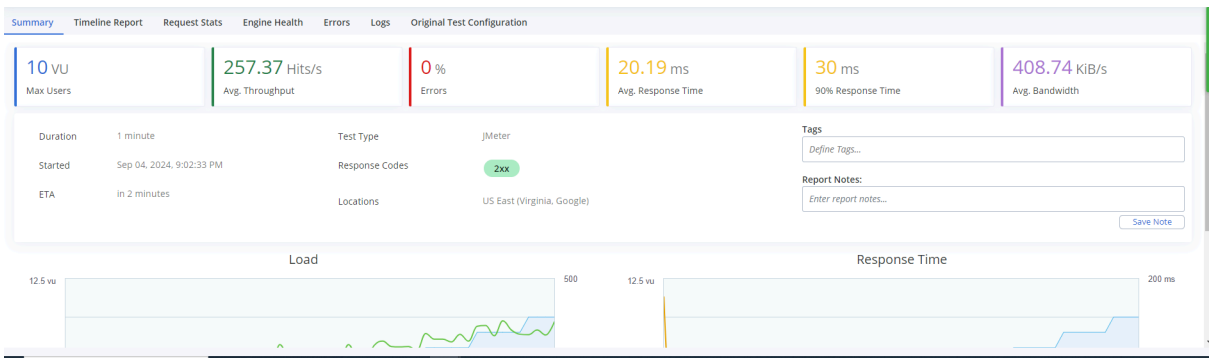 Summary Timeline Report Request Stats Engine Health Errors Logs Original Test Configuration
10 VU
Max Users
257.37 Hits/s
Avg. Throughput
0 %
Errors
20.19 ms
Avg. Response Time
30 ms
90% Response Time
408.74 KiB/s
Avg. Bandwidth
Duration 1 minute
Started Sep 04, 2024, 9:02:33 PM
ETA in 2 minutes
Test Type JMeter
Response Codes 2xx
Locations US East (Virginia, Google)
Tags
Define Tags...
Report Notes:
Enter report notes...
Save Note
Load
12.5 vu 500
Response Time
12.5 vu 200 ms